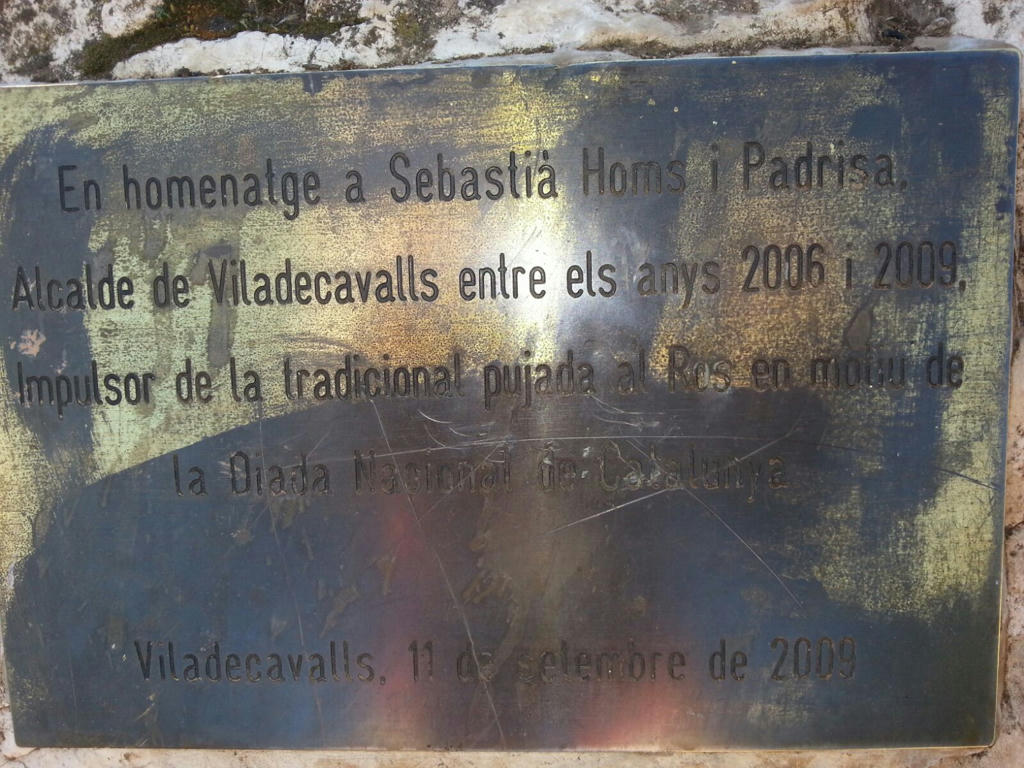 En homenatge a Sebastià Homs i Padrisa,
Alcalde de Viladecavalls entre els anys 2006 i 2009,
Impulsor de la tradicional pujada al Ros en motiu de
la Diada Nacional de Catalunya
Viladecavalls, 11 de setembre de 2009